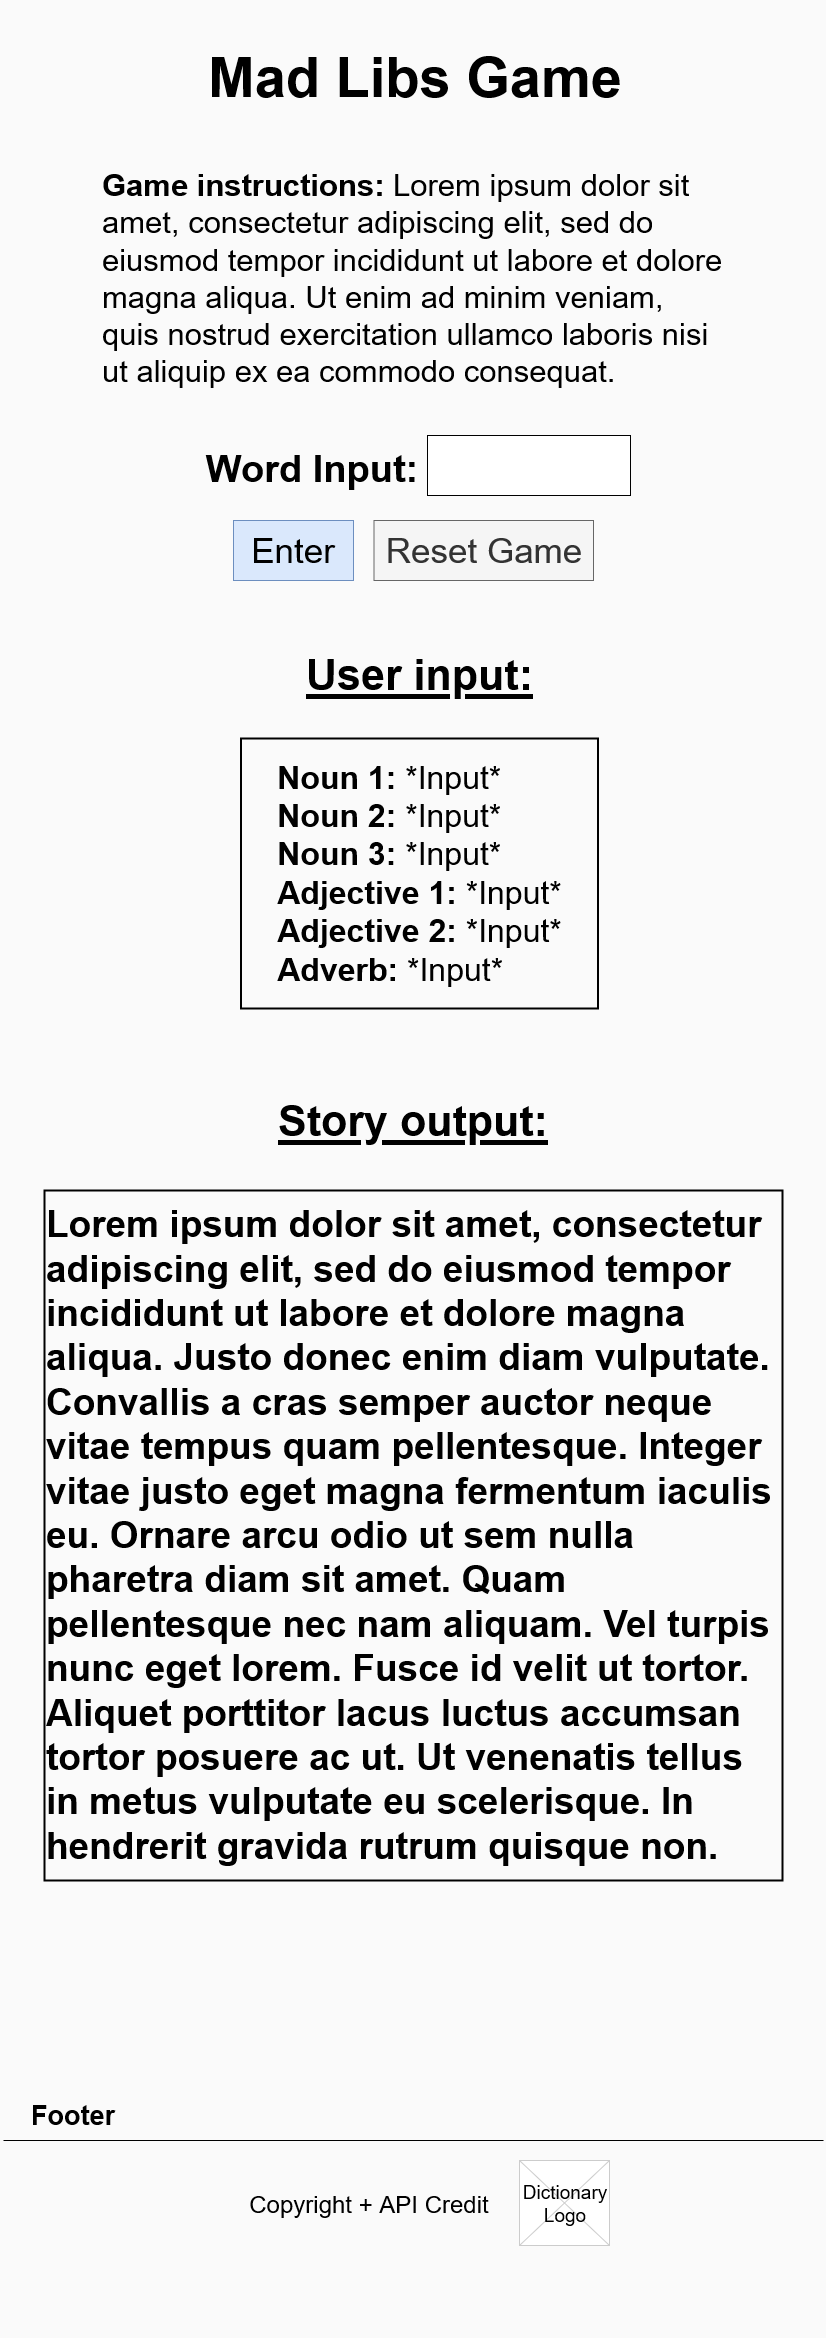 Mad Libs Game
Game instructions: Lorem ipsum dolor sit
amet, consectetur adipiscing elit, sed do
eiusmod tempor incididunt ut labore et dolore
magna aliqua. Ut enim ad minim veniam,
quis nostrud exercitation ullamco laboris nisi
ut aliquip ex ea commodo consequat.
Word Input:
Enter Reset Game
User input:
Noun 1: *Input*
Noun 2: *Input*
Noun 3: *Input*
Adjective 1: *Input*
Adjective 2: *Input*
Adverb: *Input*
Story output:
Lorem ipsum dolor sit amet, consectetur
adipiscing elit, sed do eiusmod tempor
incididunt ut labore et dolore magna
aliqua. Justo donec enim diam vulputate.
Convallis a cras semper auctor neque
vitae tempus quam pellentesque. Integer
vitae justo eget magna fermentum iaculis
eu. Ornare arcu odio ut sem nulla
pharetra diam sit amet. Quam
pellentesque nec nam aliquam. Vel turpis
nunc eget lorem. Fusce id velit ut tortor.
Aliquet porttitor lacus luctus accumsan
tortor posuere ac ut. Ut venenatis tellus
in metus vulputate eu scelerisque. In
hendrerit gravida rutrum quisque non.
Footer
Copyright + API Credit
Dictionary
Logo